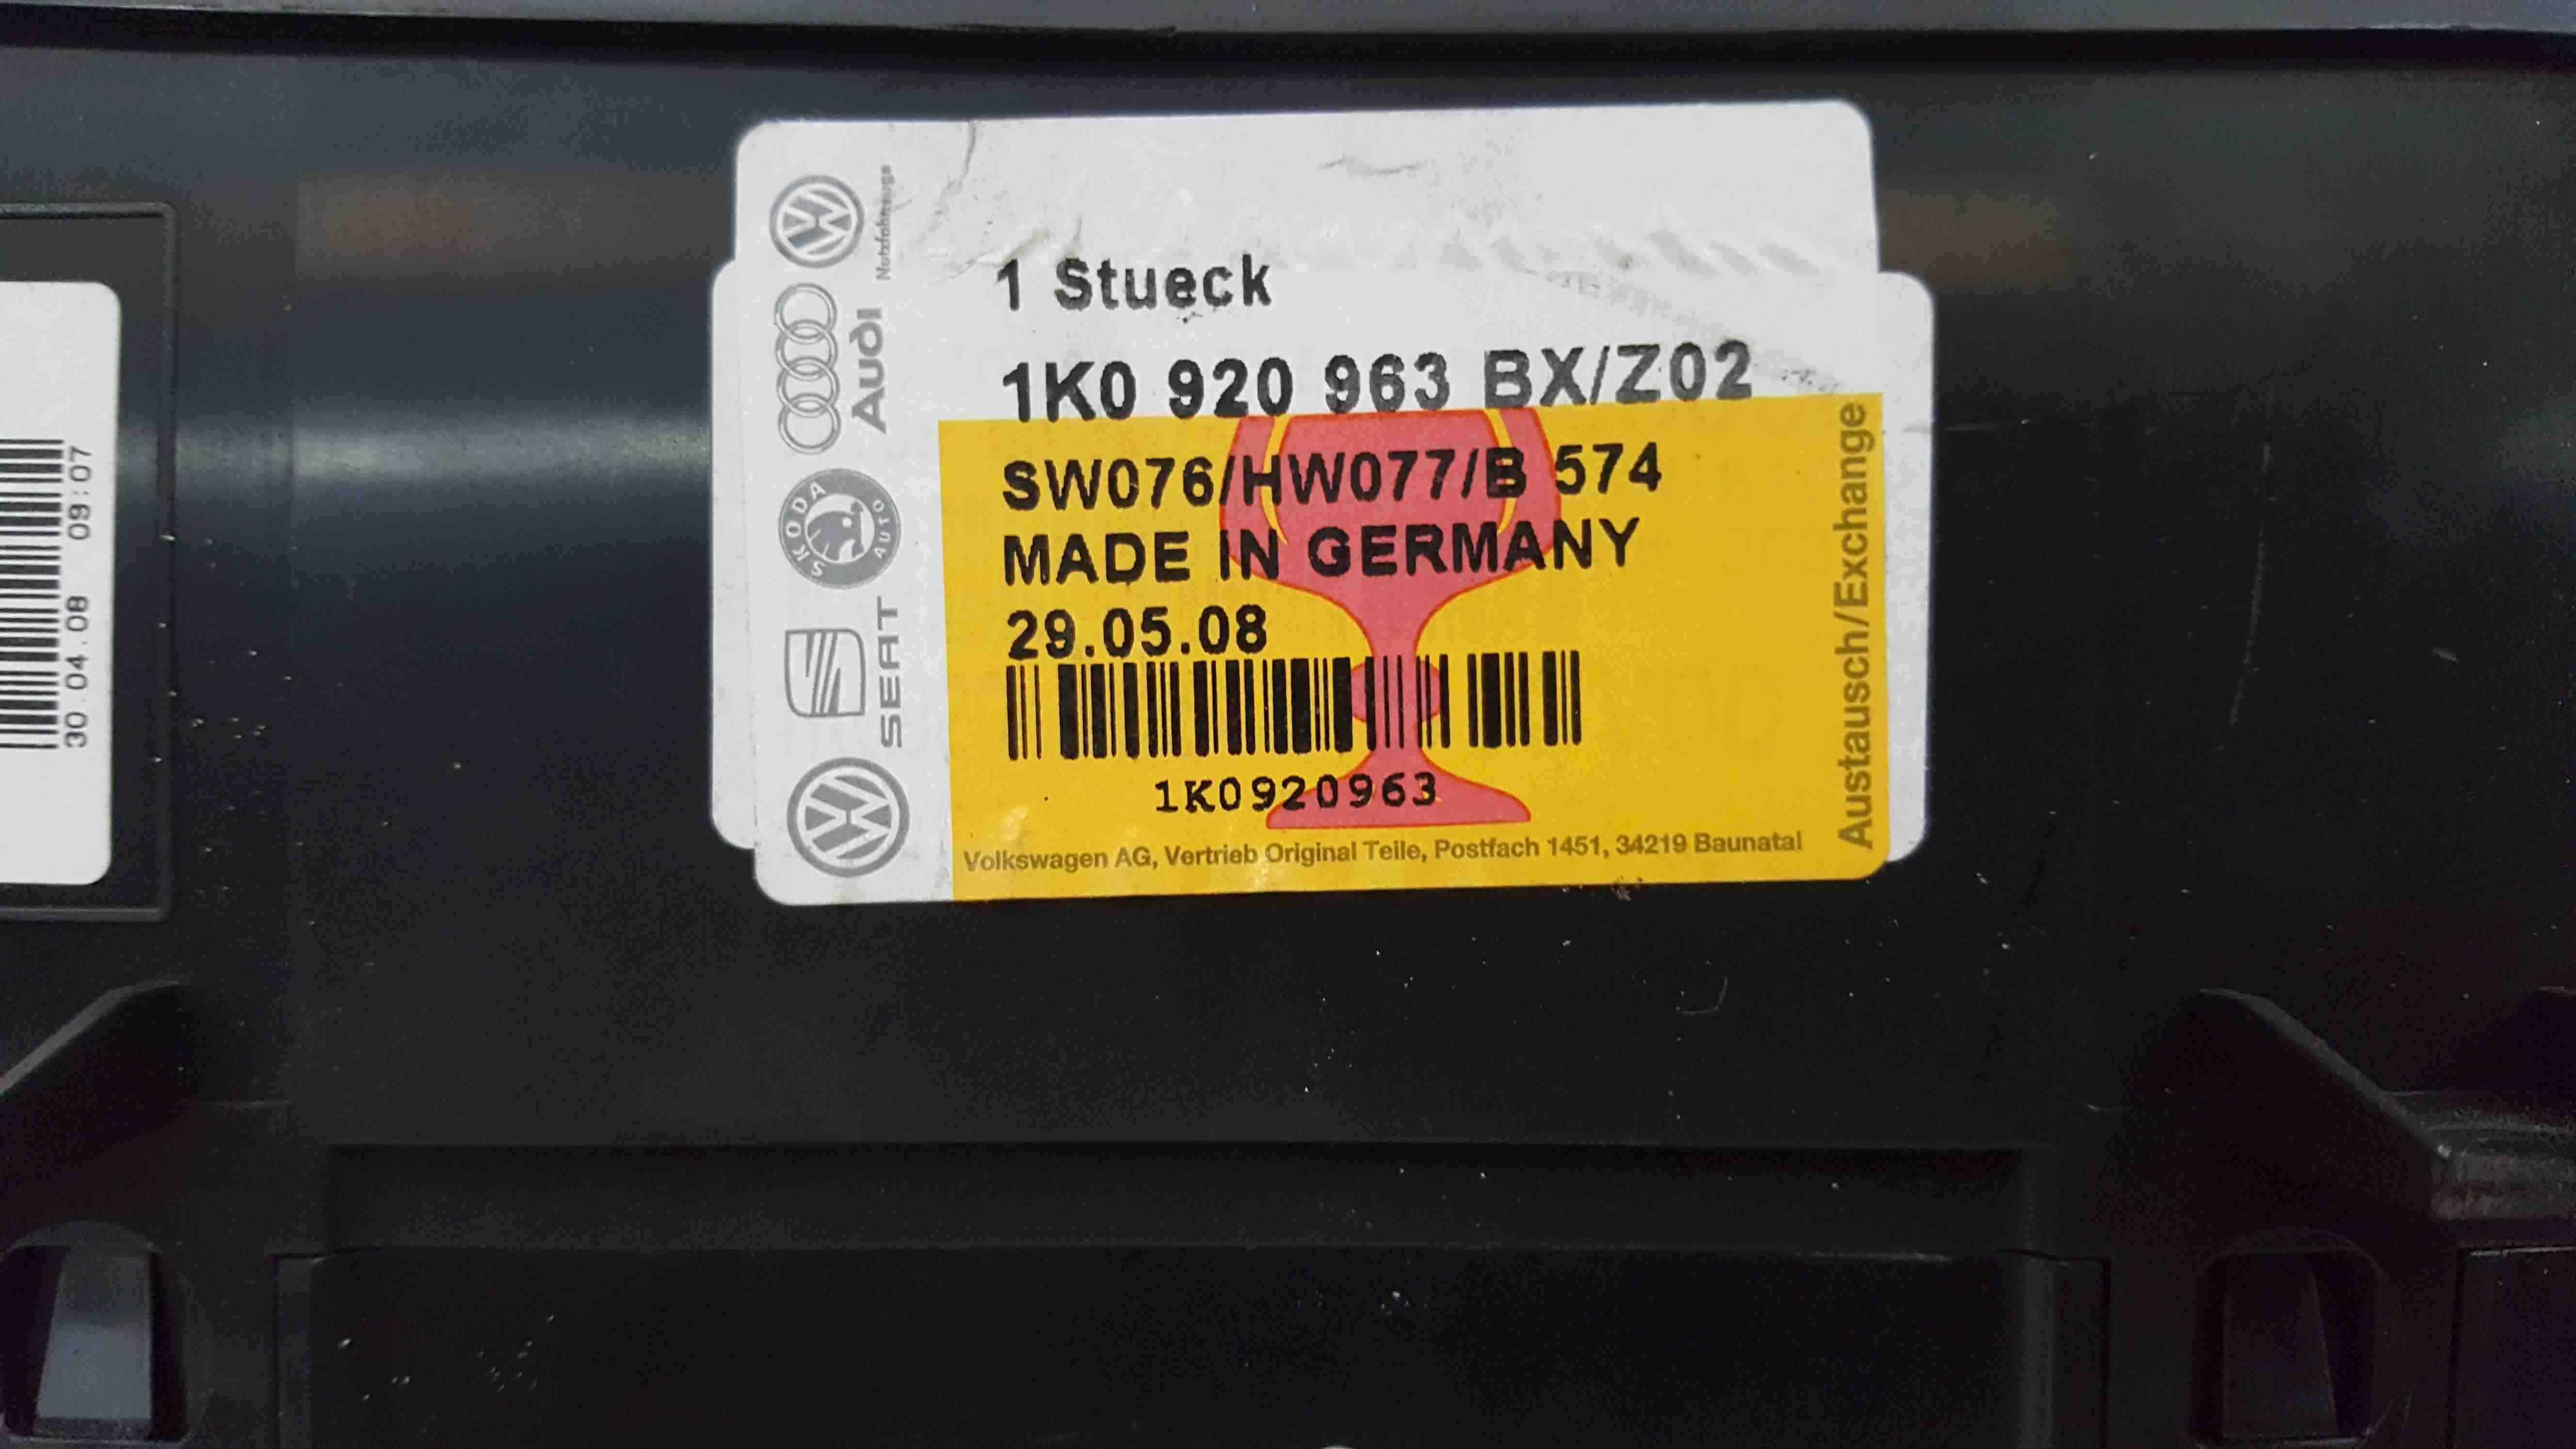 1 Stueck
1K0 920 963 BX/Z02
SW076/HW077/B 574
MADE IN GERMANY
29.05.08
1K0920963
Volkswagen AG, Vertrieb Original Teile, Postfach 1451, 34219 Baunatal
Austausch/Exchange
Nutzfahrzeuge
Audi
SKODA
AUTO
SEAT
30.04.08 09:07